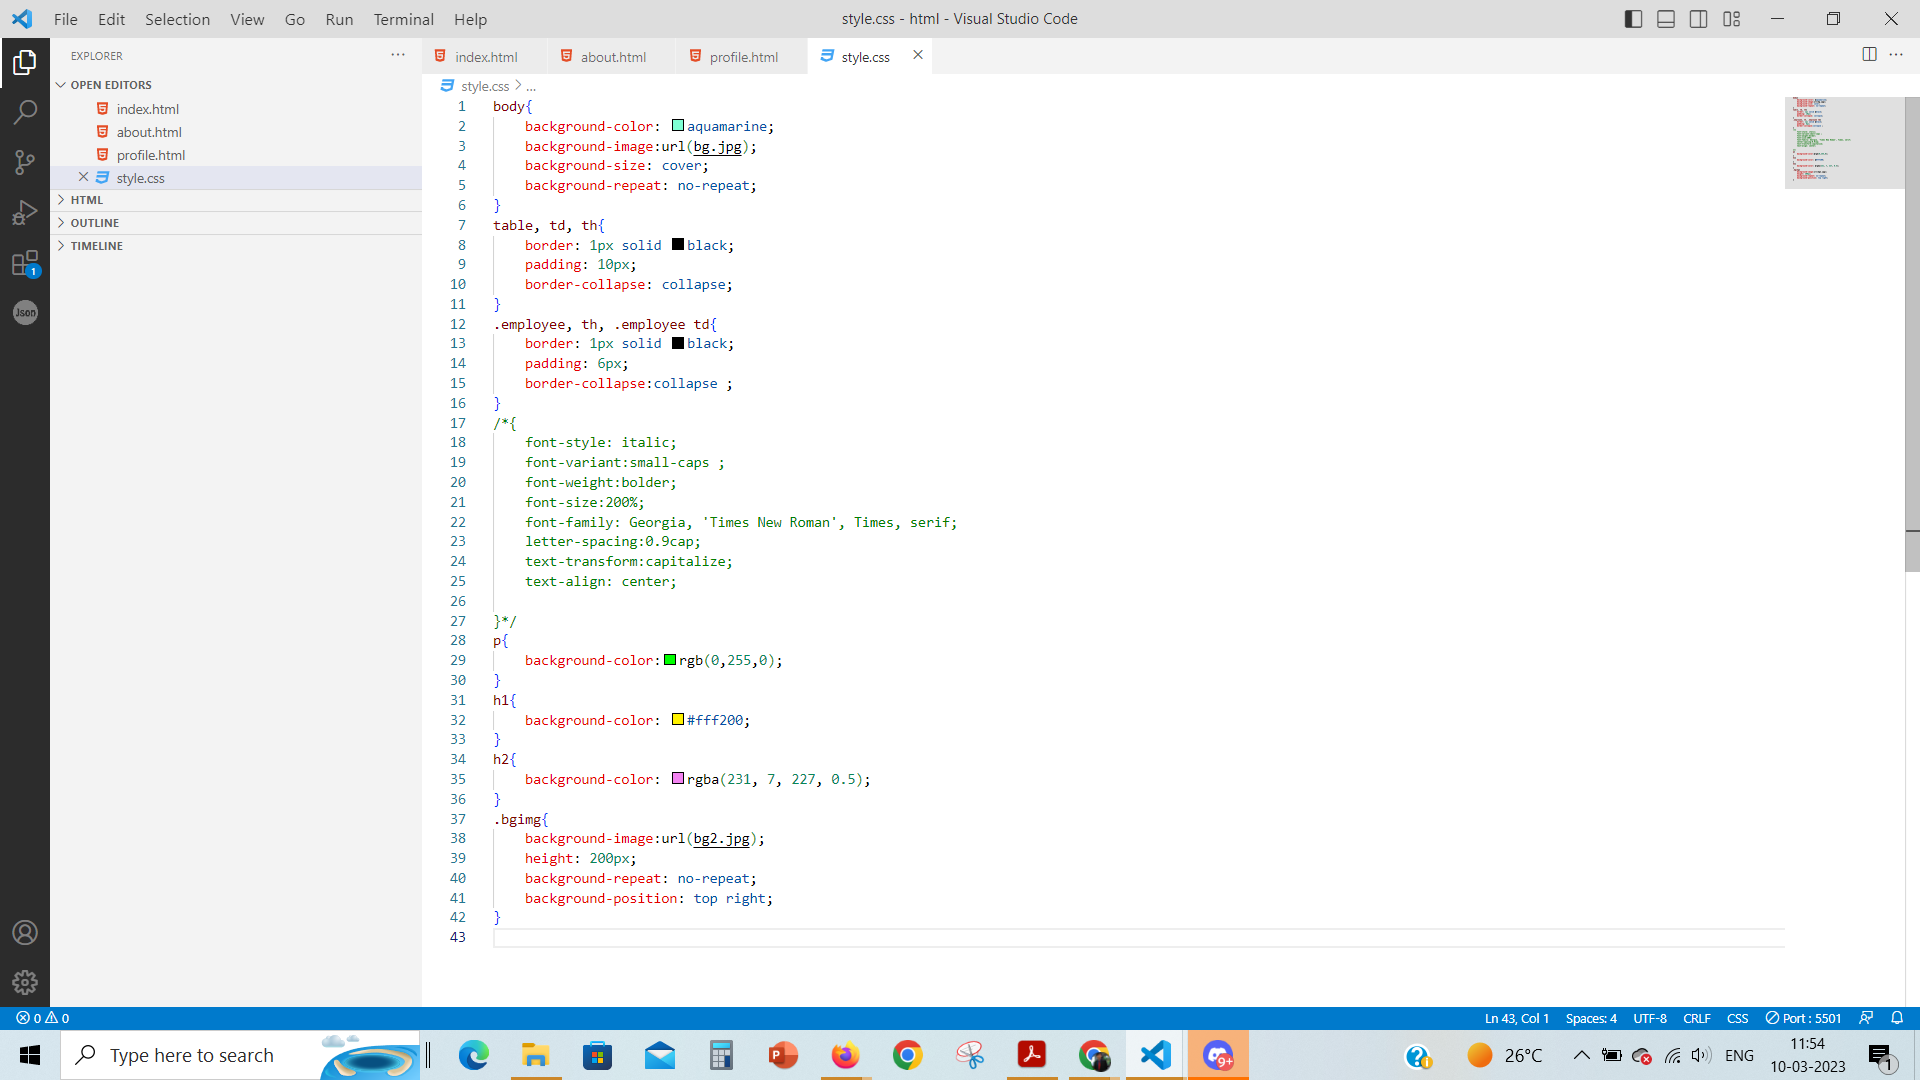 File Edit Selection View Go Run Terminal Help
style.css - html - Visual Studio Code
EXPLORER
OPEN EDITORS
index.html
about.html
profile.html
style.css
HTML
OUTLINE
TIMELINE
1
Json
index.html about.html profile.html style.css
style.css > ...
1 body{
2 background-color: aquamarine;
3 background-image:url(bg.jpg);
4 background-size: cover;
5 background-repeat: no-repeat;
6 }
7 table, td, th{
8 border: 1px solid black;
9 padding: 10px;
10 border-collapse: collapse;
11 }
12 .employee, th, .employee td{
13 border: 1px solid black;
14 padding: 6px;
15 border-collapse:collapse ;
16 }
17 /*{
18 font-style: italic;
19 font-variant:small-caps ;
20 font-weight:bolder;
21 font-size:200%;
22 font-family: Georgia, 'Times New Roman', Times, serif;
23 letter-spacing:0.9cap;
24 text-transform:capitalize;
25 text-align: center;
26
27 }*/
28 p{
29 background-color:rgb(0,255,0);
30 }
31 h1{
32 background-color: #fff200;
33 }
34 h2{
35 background-color: rgba(231, 7, 227, 0.5);
36 }
37 .bgimg{
38 background-image:url(bg2.jpg);
39 height: 200px;
40 background-repeat: no-repeat;
41 background-position: top right;
42 }
43
0 0
Ln 43, Col 1 Spaces: 4 UTF-8 CRLF CSS Port : 5501
Type here to search
9+
26°C
ENG
11:54
10-03-2023
1